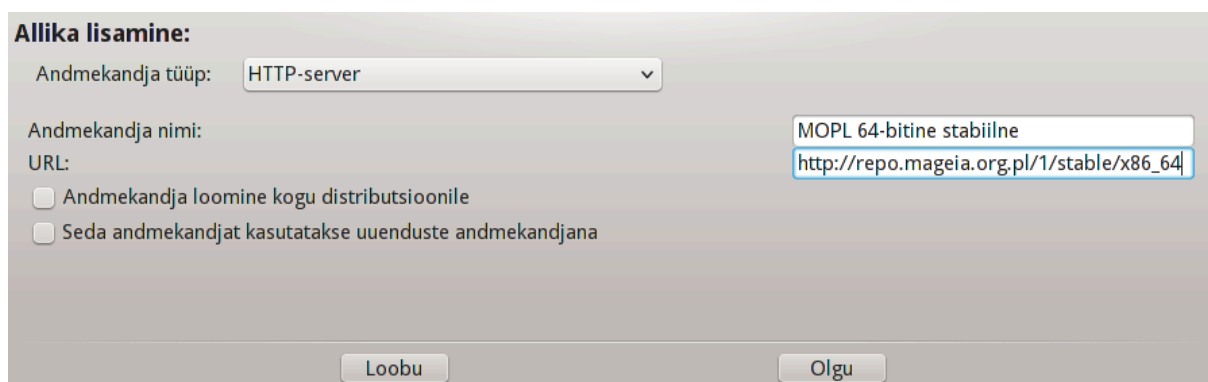 Allika lisamine:
Andmekandja tüüp: HTTP-server
Andmekandja nimi: MOPL 64-bitine stabiilne
URL: http://repo.mageia.org.pl/1/stable/x86_64
Andmekandja loomine kogu distributsioonile
Seda andmekandjat kasutatakse uuenduste andmekandjana
Loobu Olgu